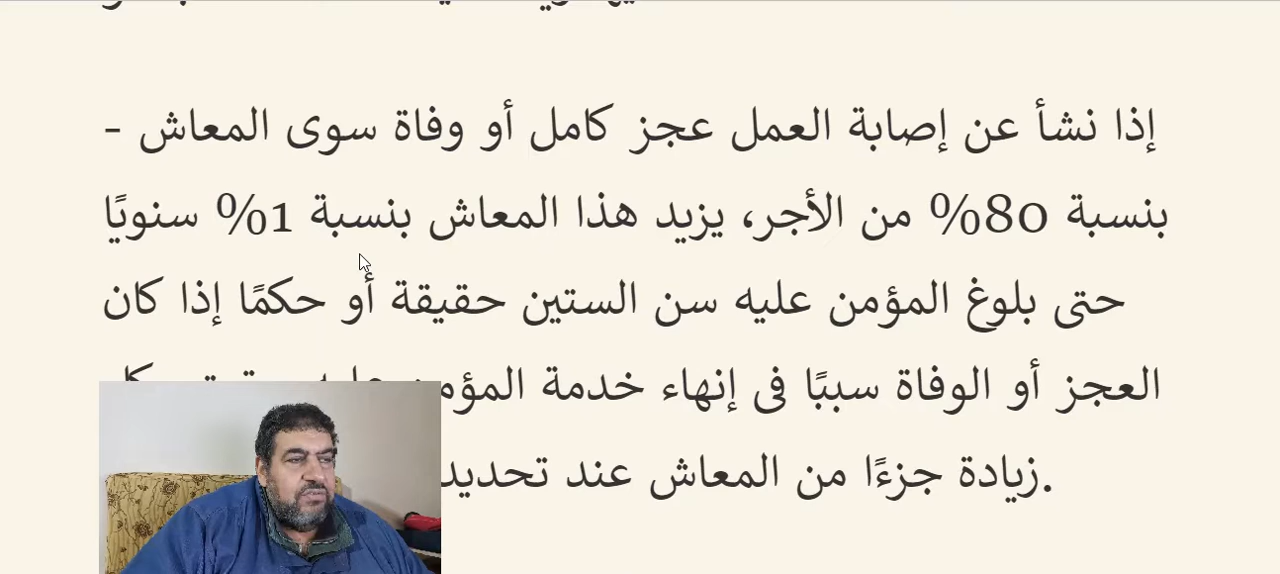 إذا نشأ عن إصابة العمل عجز كامل أو وفاة سوى المعاش -
بنسبة 80% من الأجر، يزيد هذا المعاش بنسبة 1% سنويًا
حتى بلوغ المؤمن عليه سن الستين حقيقة أو حكمًا إذا كان
العجز أو الوفاة سببًا فى إنهاء خدمة
زيادة جزءًا من المعاش عند تحديد.